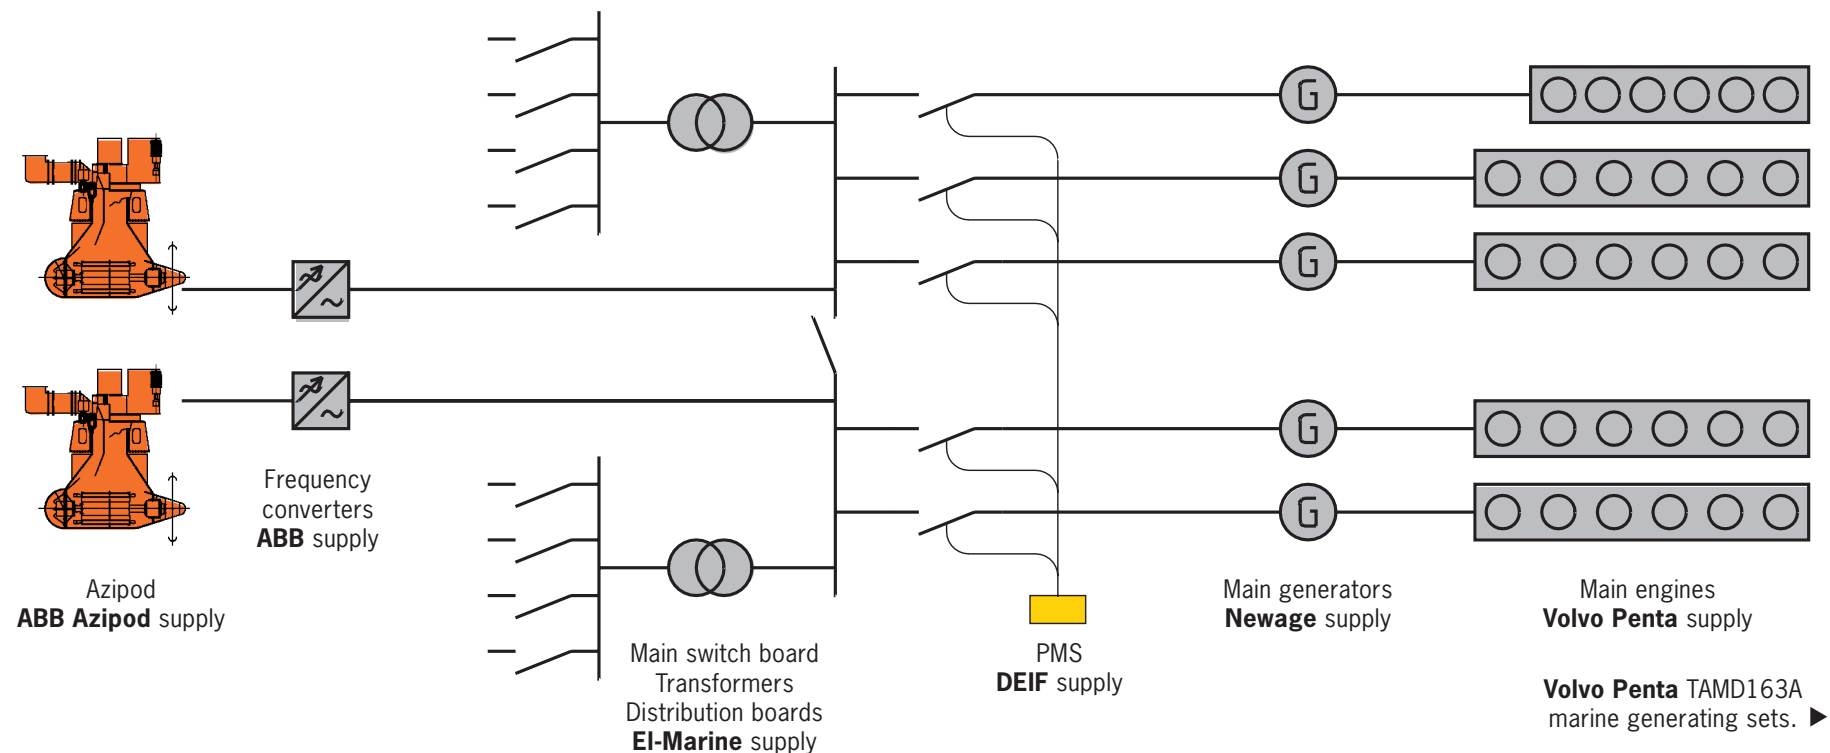 G
G
G
G
G
Frequency
converters
ABB supply
Azipod
ABB Azipod supply
Main switch board
Transformers
Distribution boards
El-Marine supply
PMS
DEIF supply
Main generators
Newage supply
Main engines
Volvo Penta supply
Volvo Penta TAMD163A
marine generating sets. ▶